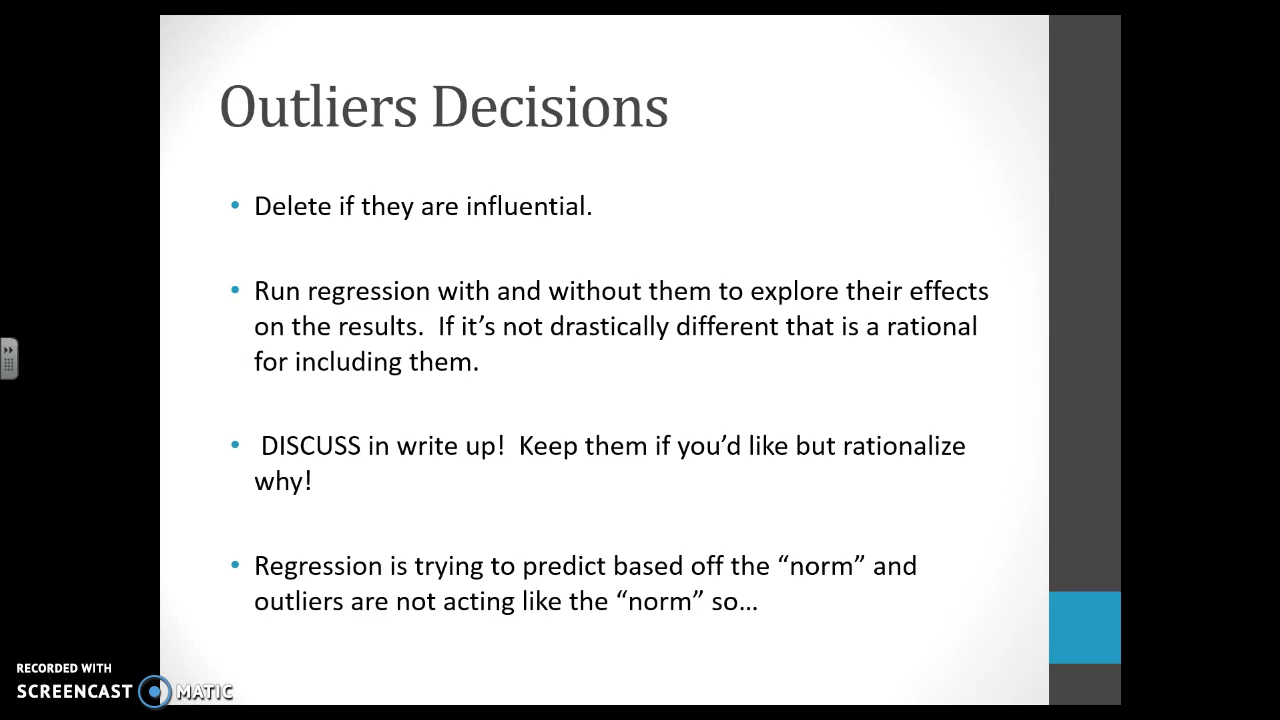 Outliers Decisions
• Delete if they are influential.
• Run regression with and without them to explore their effects
on the results.  If it’s not drastically different that is a rational
for including them.
• DISCUSS in write up!  Keep them if you’d like but rationalize
why!
• Regression is trying to predict based off the “norm” and
outliers are not acting like the “norm” so…
RECORDED WITH
SCREENCAST MATIC